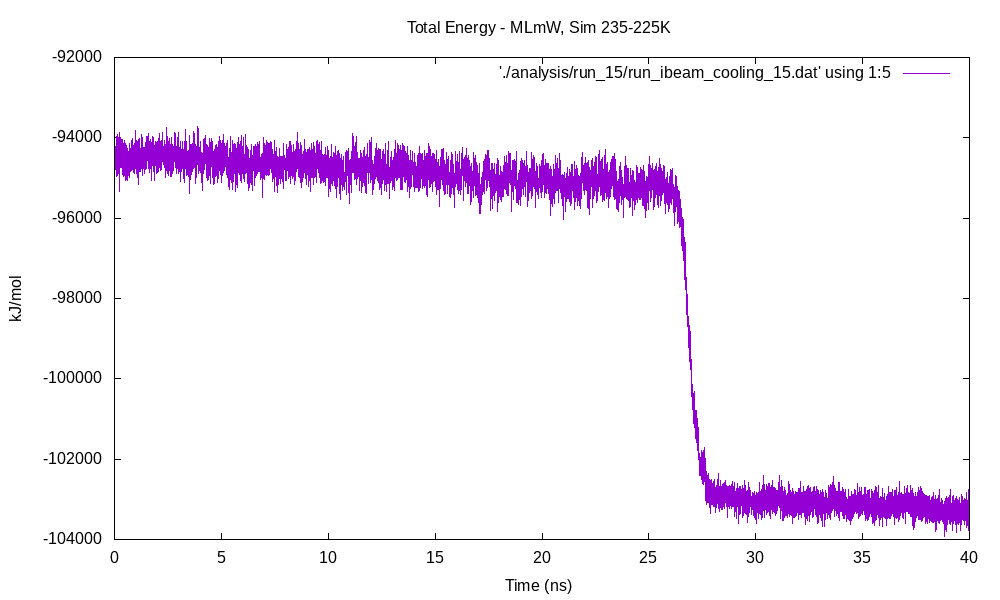 Total Energy - MLmW, Sim 235-225K
'./analysis/run_15/run_ibeam_cooling_15.dat' using 1:5
-92000
-94000
-96000
-98000
-100000
-102000
-104000
kJ/mol
0 5 10 15 20 25 30 35 40
Time (ns)